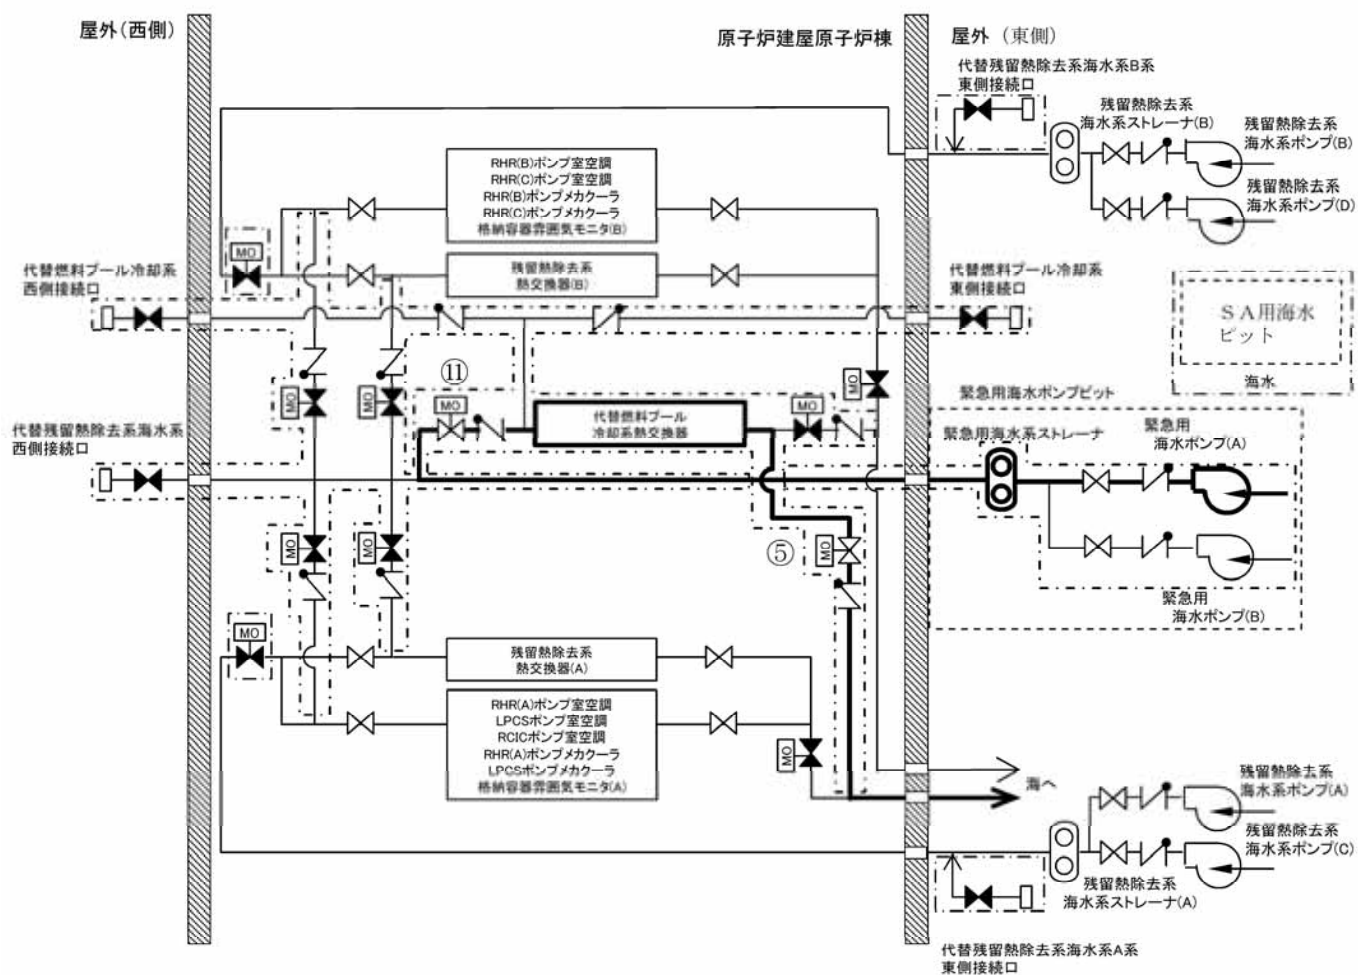 屋外(西側)
原子炉建屋原子炉棟
屋外 (東側)
代替残留熱除去系海水系B系
東側接続口
残留熱除去系
海水系ストレーナ(B)
残留熱除去系
海水系ポンプ(B)
残留熱除去系
海水系ポンプ(D)
RHR(B)ポンプ室空調
RHR(C)ポンプ室空調
RHR(B)ポンプメカクーラ
RHR(C)ポンプメカクーラ
格納容器雰囲気モニタ(B)
MO
残留熱除去系
熱交換器(B)
代替燃料プール冷却系
西側接続口
代替燃料プール冷却系
東側接続口
SA用海水
ピット
海水
⑪
MO
MO
MO
MO
MO
代替燃料プール
冷却系熱交換器
緊急用海水ポンプピット
緊急用海水系ストレーナ
緊急用
海水ポンプ(A)
代替残留熱除去系海水系
西側接続口
MO
MO
⑤
MO
緊急用
海水ポンプ(B)
MO
残留熱除去系
熱交換器(A)
RHR(A)ポンプ室空調
LPCSポンプ室空調
RCICポンプ室空調
RHR(A)ポンプメカクーラ
LPCSポンプメカクーラ
格納容器雰囲気モニタ(A)
MO
海へ
残留熱除去系
海水系ポンプ(A)
残留熱除去系
海水系ポンプ(C)
残留熱除去系
海水系ストレーナ(A)
代替残留熱除去系海水系A系
東側接続口